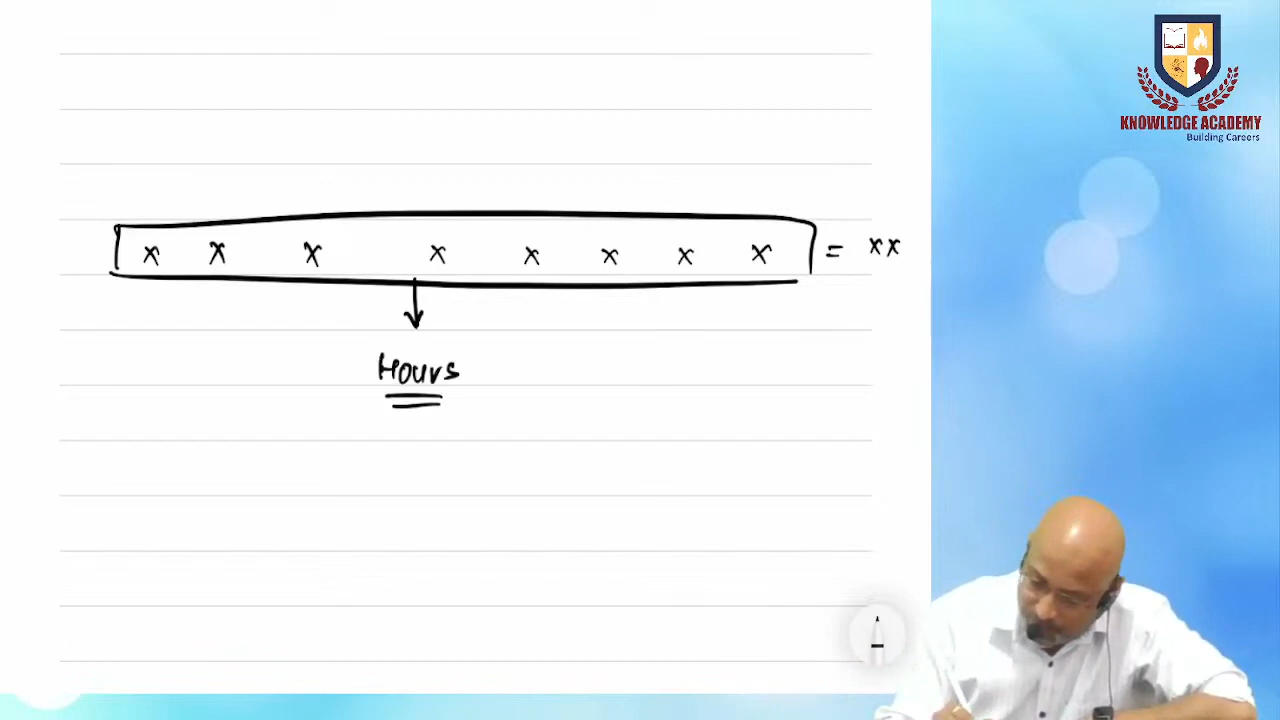 KNOWLEDGE ACADEMY
Building Careers
x x x x x x x x = xx
Hours